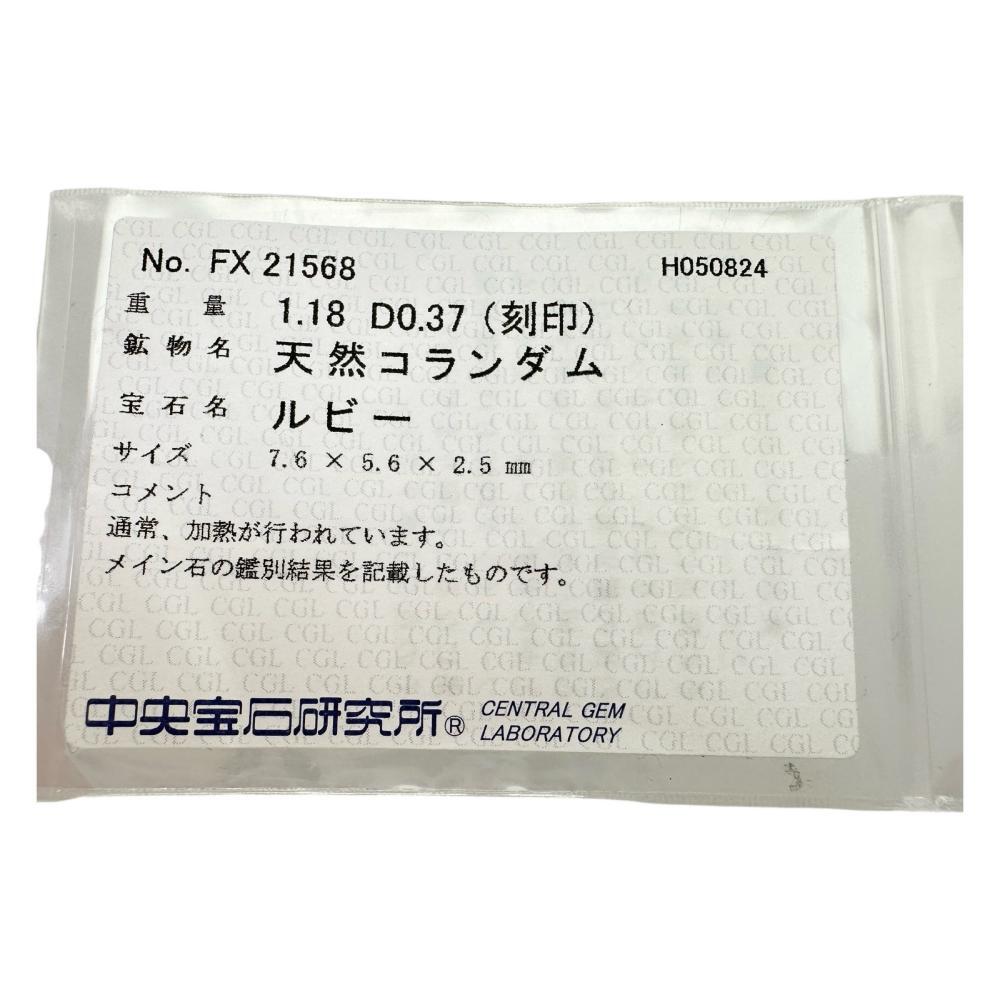 No. FX 21568 H050824
重量 1.18 D0.37 (刻印)
鉱物名 天然コランダム
宝石名 ルビー
サイズ 7.6 × 5.6 × 2.5 mm
コメント
通常、加熱が行われています。
メイン石の鑑別結果を記載したものです。
中央宝石研究所® CENTRAL GEM
LABORATORY